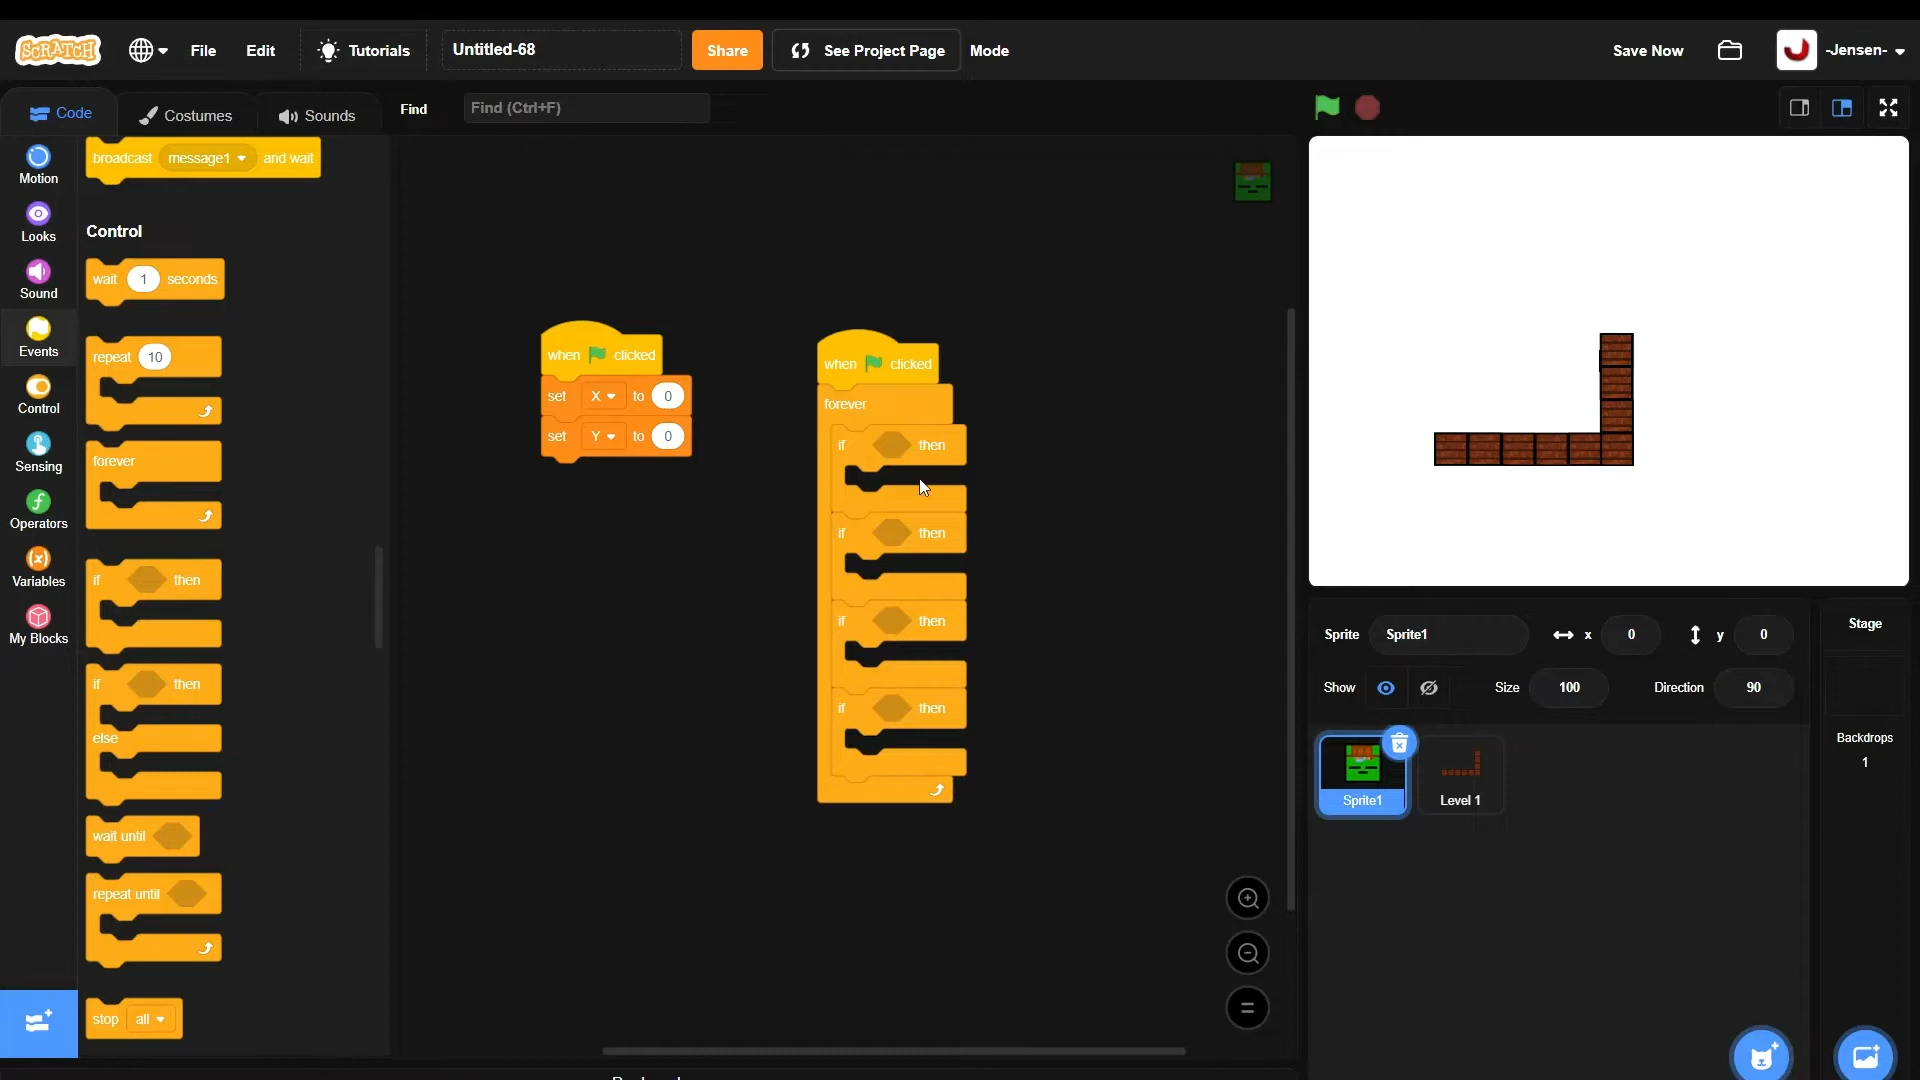 SCRATCH File Edit Tutorials Untitled-68 Share See Project Page Mode Save Now -Jensen-
Code Costumes Sounds Find Find (Ctrl+F)
Motion
Looks
Sound
Events
Control
Sensing
Operators
Variables
My Blocks
broadcast message1 and wait
Control
wait 1 seconds
repeat 10
forever
if then
if then
else
wait until
repeat until
stop all
when clicked
set X to 0
set Y to 0
when clicked
forever
if then
if then
if then
if then
Sprite Sprite1 x 0 y 0
Show Size 100 Direction 90
Sprite1
Level 1
Stage
Backdrops
1